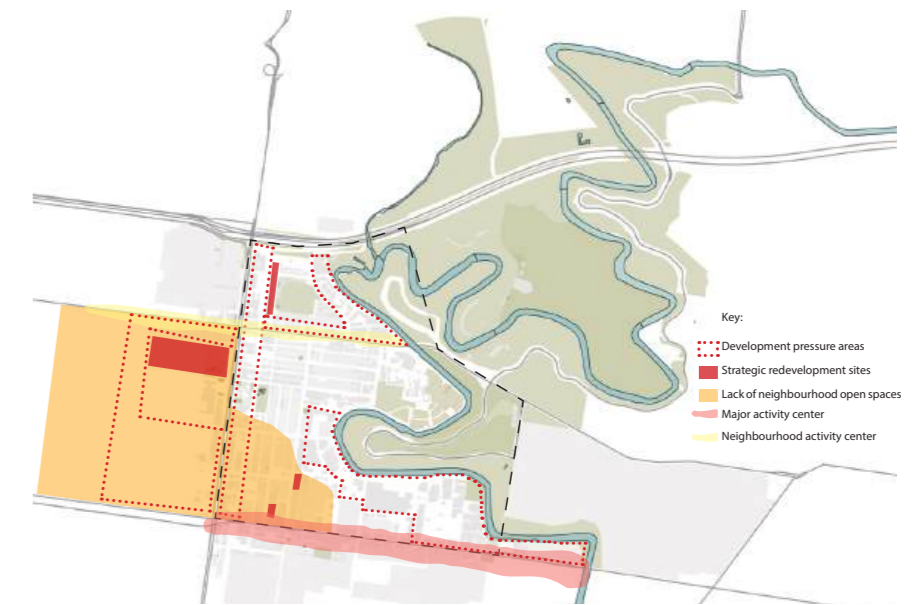 Key:
Development pressure areas
Strategic redevelopment sites
Lack of neighbourhood open spaces
Major activity center
Neighbourhood activity center